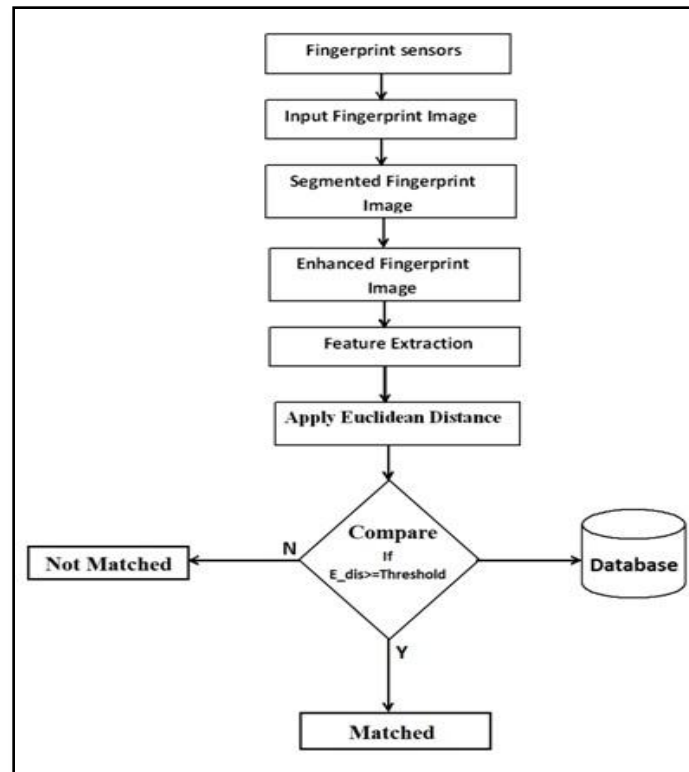 Fingerprint sensors
Input Fingerprint Image
Segmented Fingerprint
Image
Enhanced Fingerprint
Image
Feature Extraction
Apply Euclidean Distance
Compare
If
E_dis>=Threshold
N
Not Matched
Database
Y
Matched